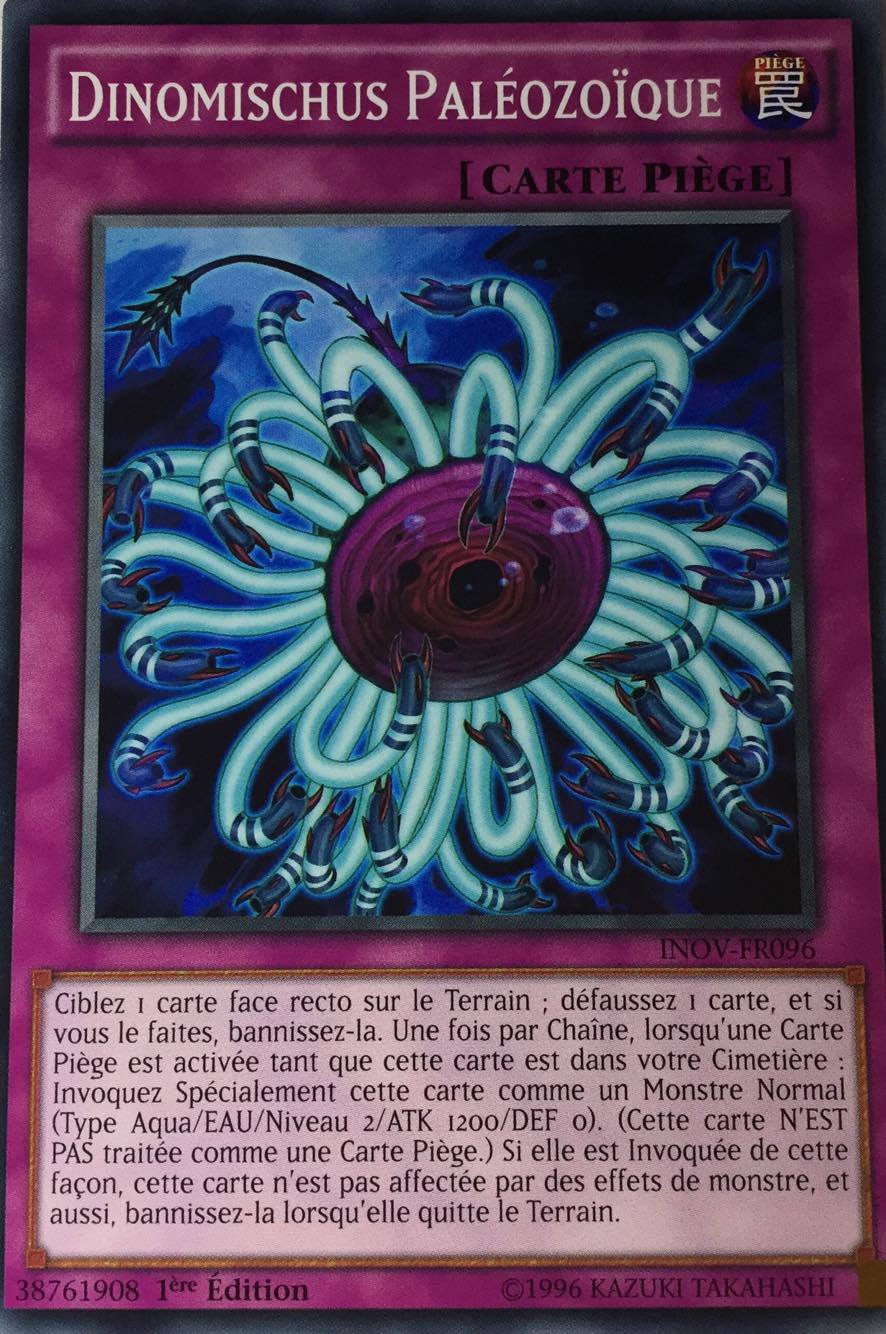 DINOMISCHUS PALÉOZOÏQUE
PIÈGE
罠
[CARTE PIÈGE]
INOV-FR096
Ciblez 1 carte face recto sur le Terrain ; défaussez 1 carte, et si
vous le faites, bannissez-la. Une fois par Chaîne, lorsqu'une Carte
Piège est activée tant que cette carte est dans votre Cimetière :
Invoquez Spécialement cette carte comme un Monstre Normal
(Type Aqua/EAU/Niveau 2/ATK 1200/DEF 0). (Cette carte N'EST
PAS traitée comme une Carte Piège.) Si elle est Invoquée de cette
façon, cette carte n'est pas affectée par des effets de monstre, et
aussi, bannissez-la lorsqu'elle quitte le Terrain.
38761908 1ère Édition ©1996 KAZUKI TAKAHASHI